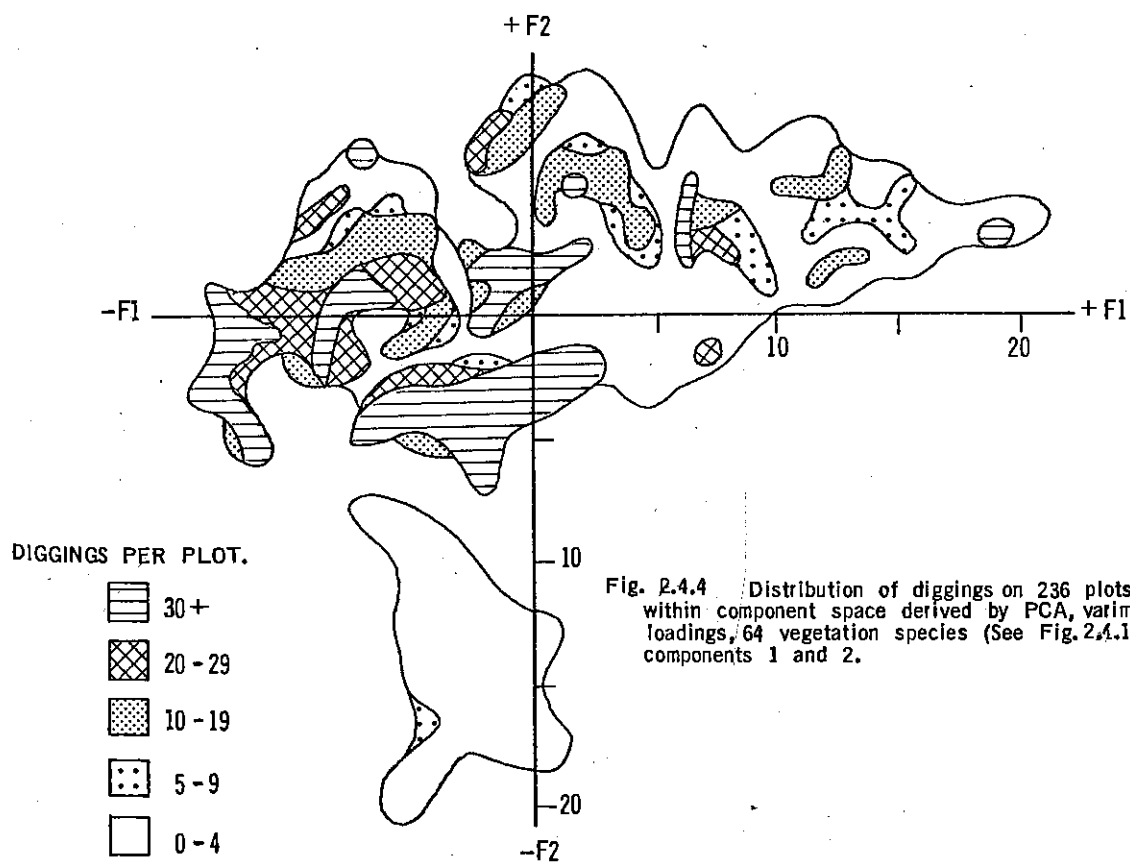 + F2
-F1
+ F1
5
10
1
20
10
20
-F2
DIGGINGS PER PLOT.
30+
20-29
10-19
5-9
0-4
Fig. 2.4.4 Distribution of diggings on 236 plots
within component space derived by PCA, varim
loadings, 64 vegetation species (See Fig. 2.4.1
components 1 and 2.